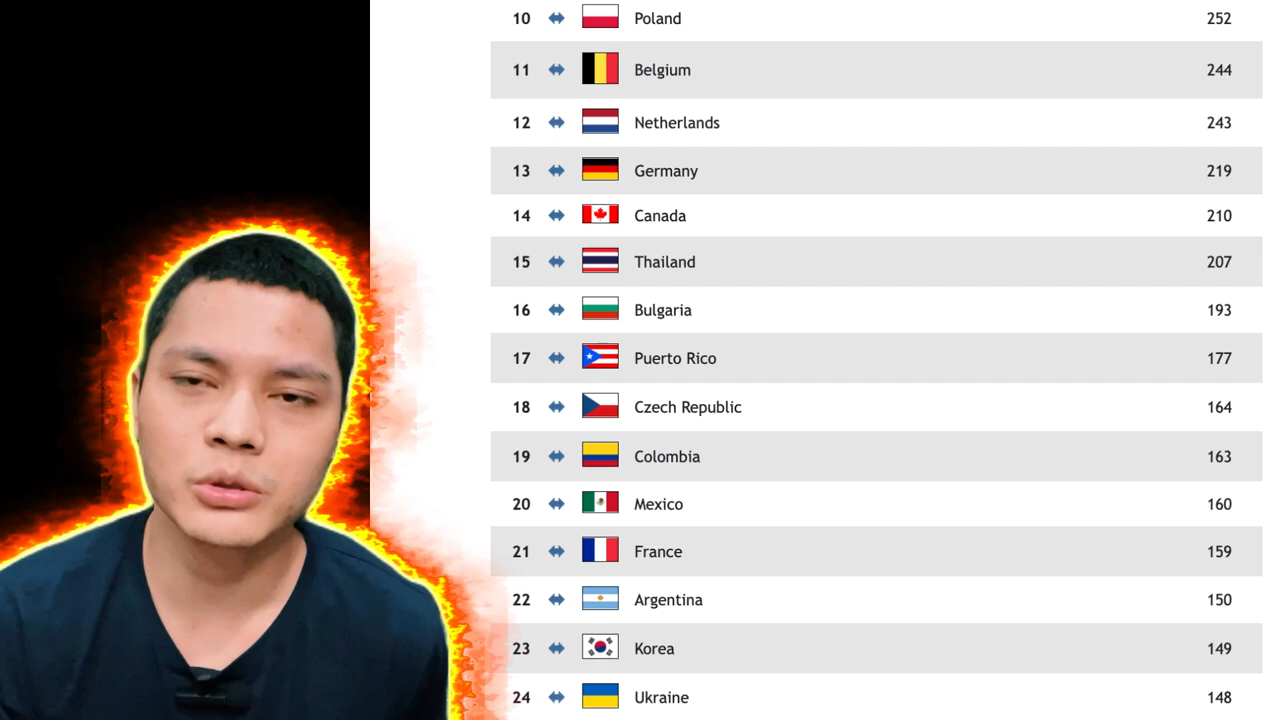 10 Poland 252
11 Belgium 244
12 Netherlands 243
13 Germany 219
14 Canada 210
15 Thailand 207
16 Bulgaria 193
17 Puerto Rico 177
18 Czech Republic 164
19 Colombia 163
20 Mexico 160
21 France 159
22 Argentina 150
23 Korea 149
24 Ukraine 148